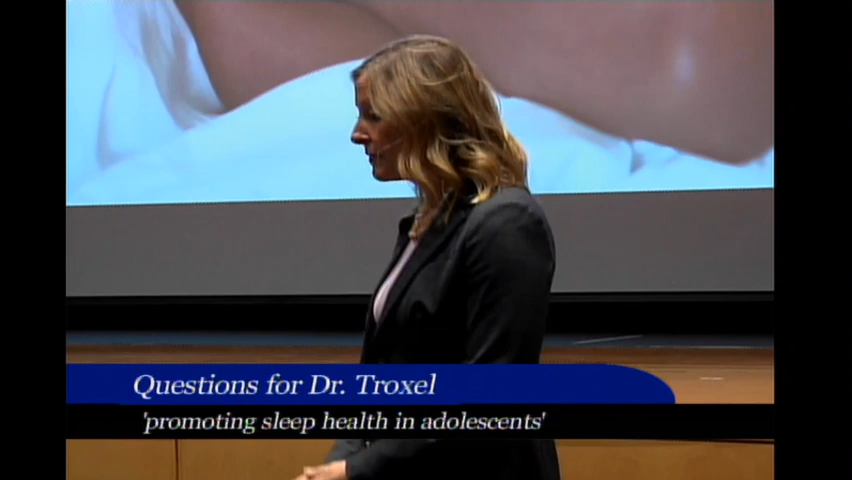 Questions for Dr. Troxel
'promoting sleep health in adolescents'